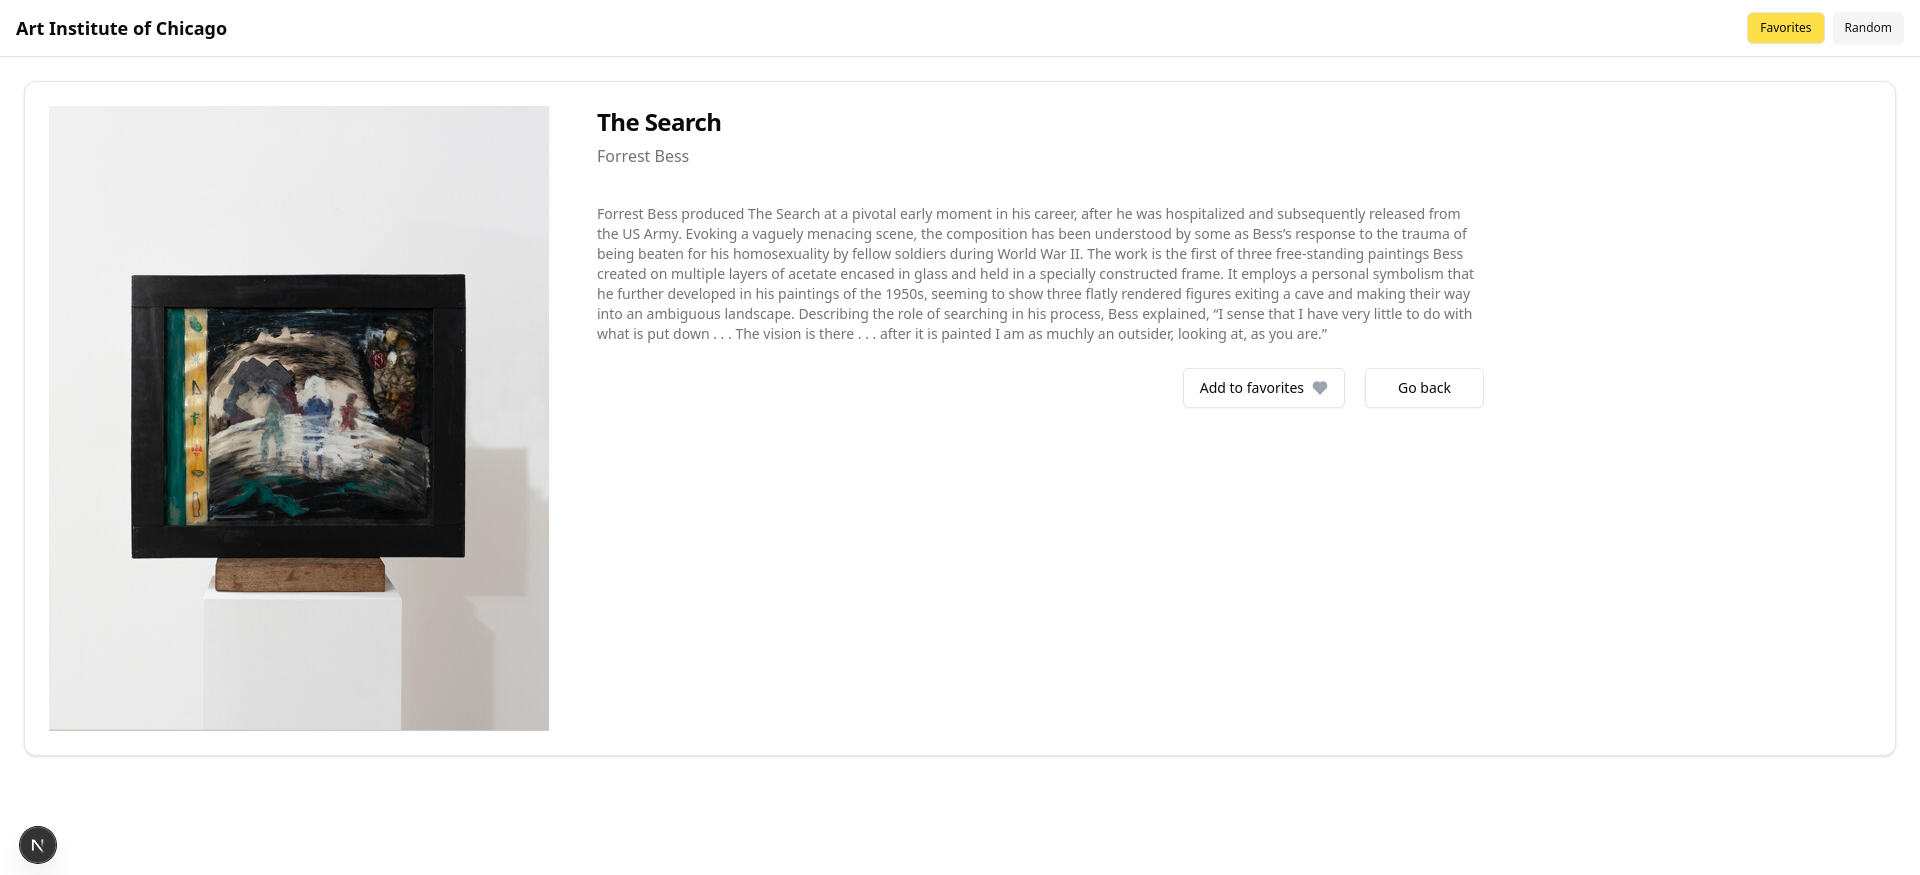 Art Institute of Chicago
Favorites
Random
The Search
Forrest Bess
Forrest Bess produced The Search at a pivotal early moment in his career, after he was hospitalized and subsequently released from
the US Army. Evoking a vaguely menacing scene, the composition has been understood by some as Bess’s response to the trauma of
being beaten for his homosexuality by fellow soldiers during World War II. The work is the first of three free-standing paintings Bess
created on multiple layers of acetate encased in glass and held in a specially constructed frame. It employs a personal symbolism that
he further developed in his paintings of the 1950s, seeming to show three flatly rendered figures exiting a cave and making their way
into an ambiguous landscape. Describing the role of searching in his process, Bess explained, “I sense that I have very little to do with
what is put down . . . The vision is there . . . after it is painted I am as muchly an outsider, looking at, as you are.”
Add to favorites
Go back
N